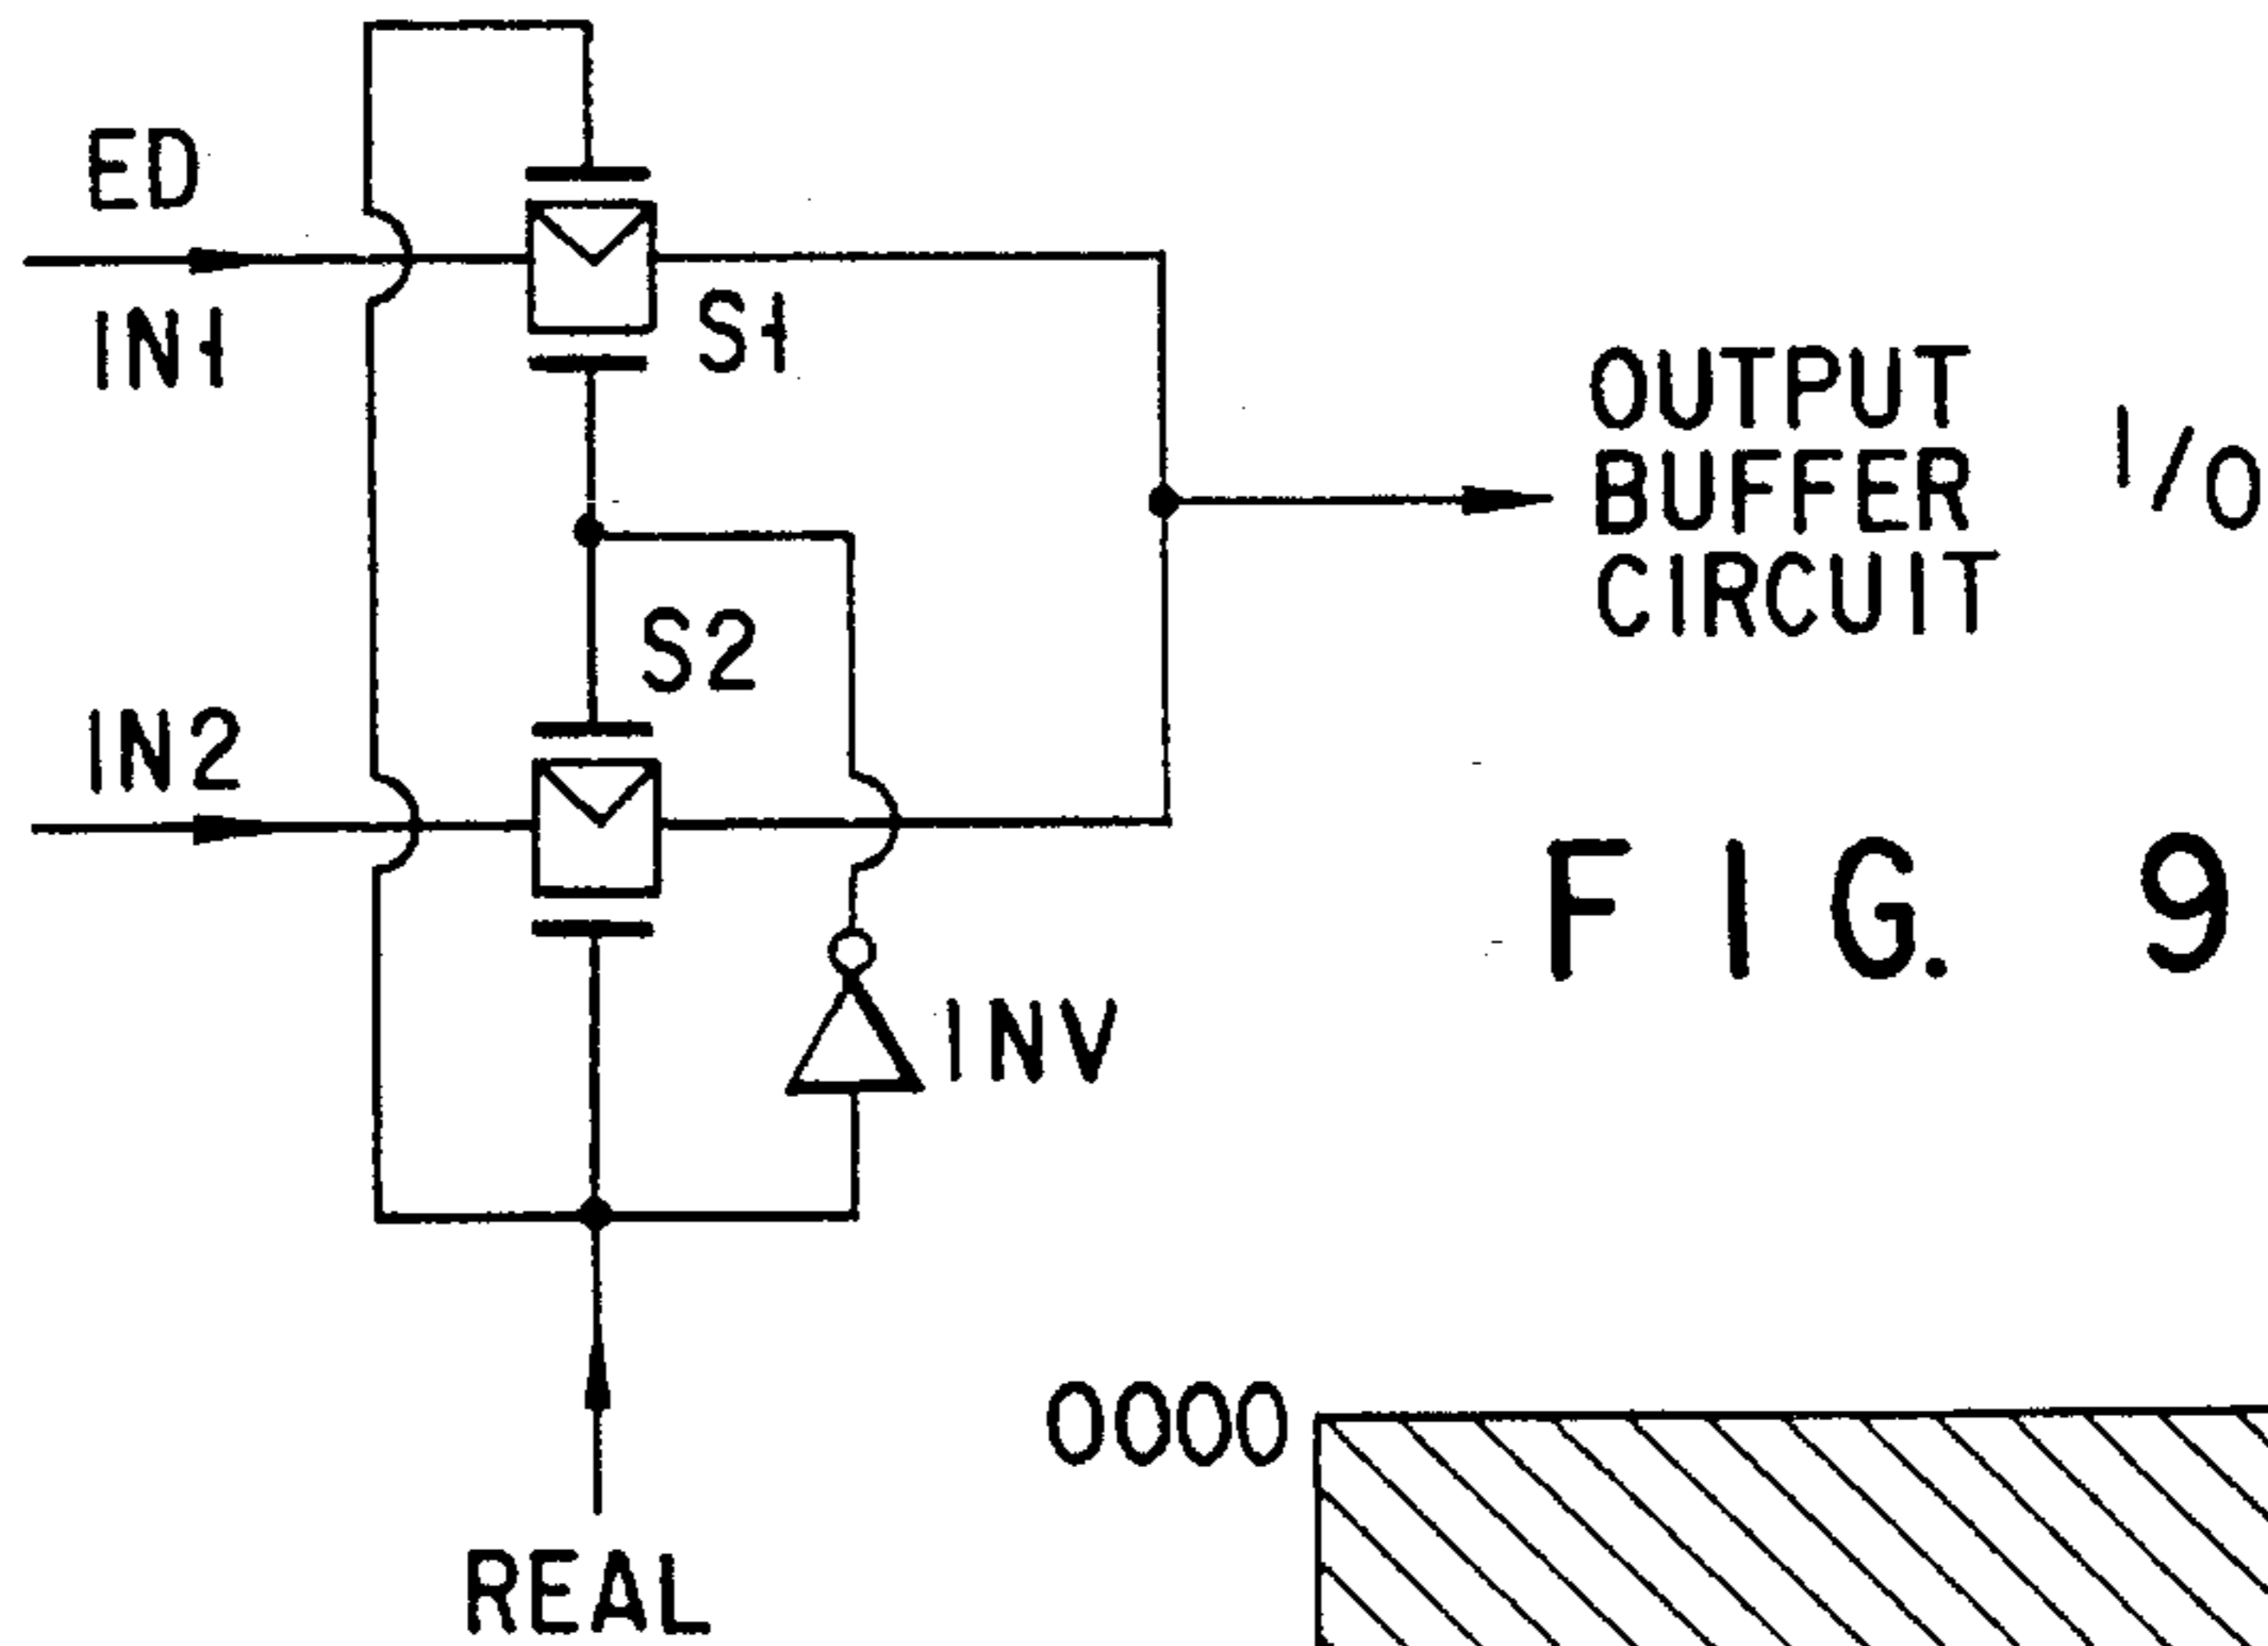 ED
IN1
S1
OUTPUT
BUFFER
CIRCUIT
I/O
S2
IN2
FIG. 9
INV
0000
REAL